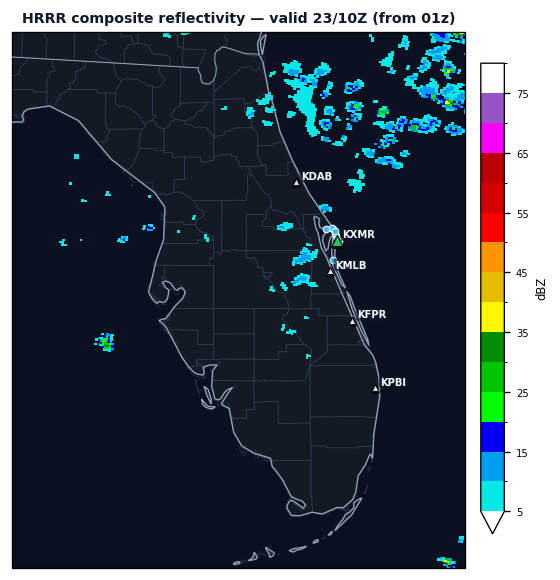 HRRR composite reflectivity — valid 23/10Z (from 01z)
KDAB
KXMR
KMLB
KFPR
KPBI
75
65
55
45
35
25
15
5
dBZ